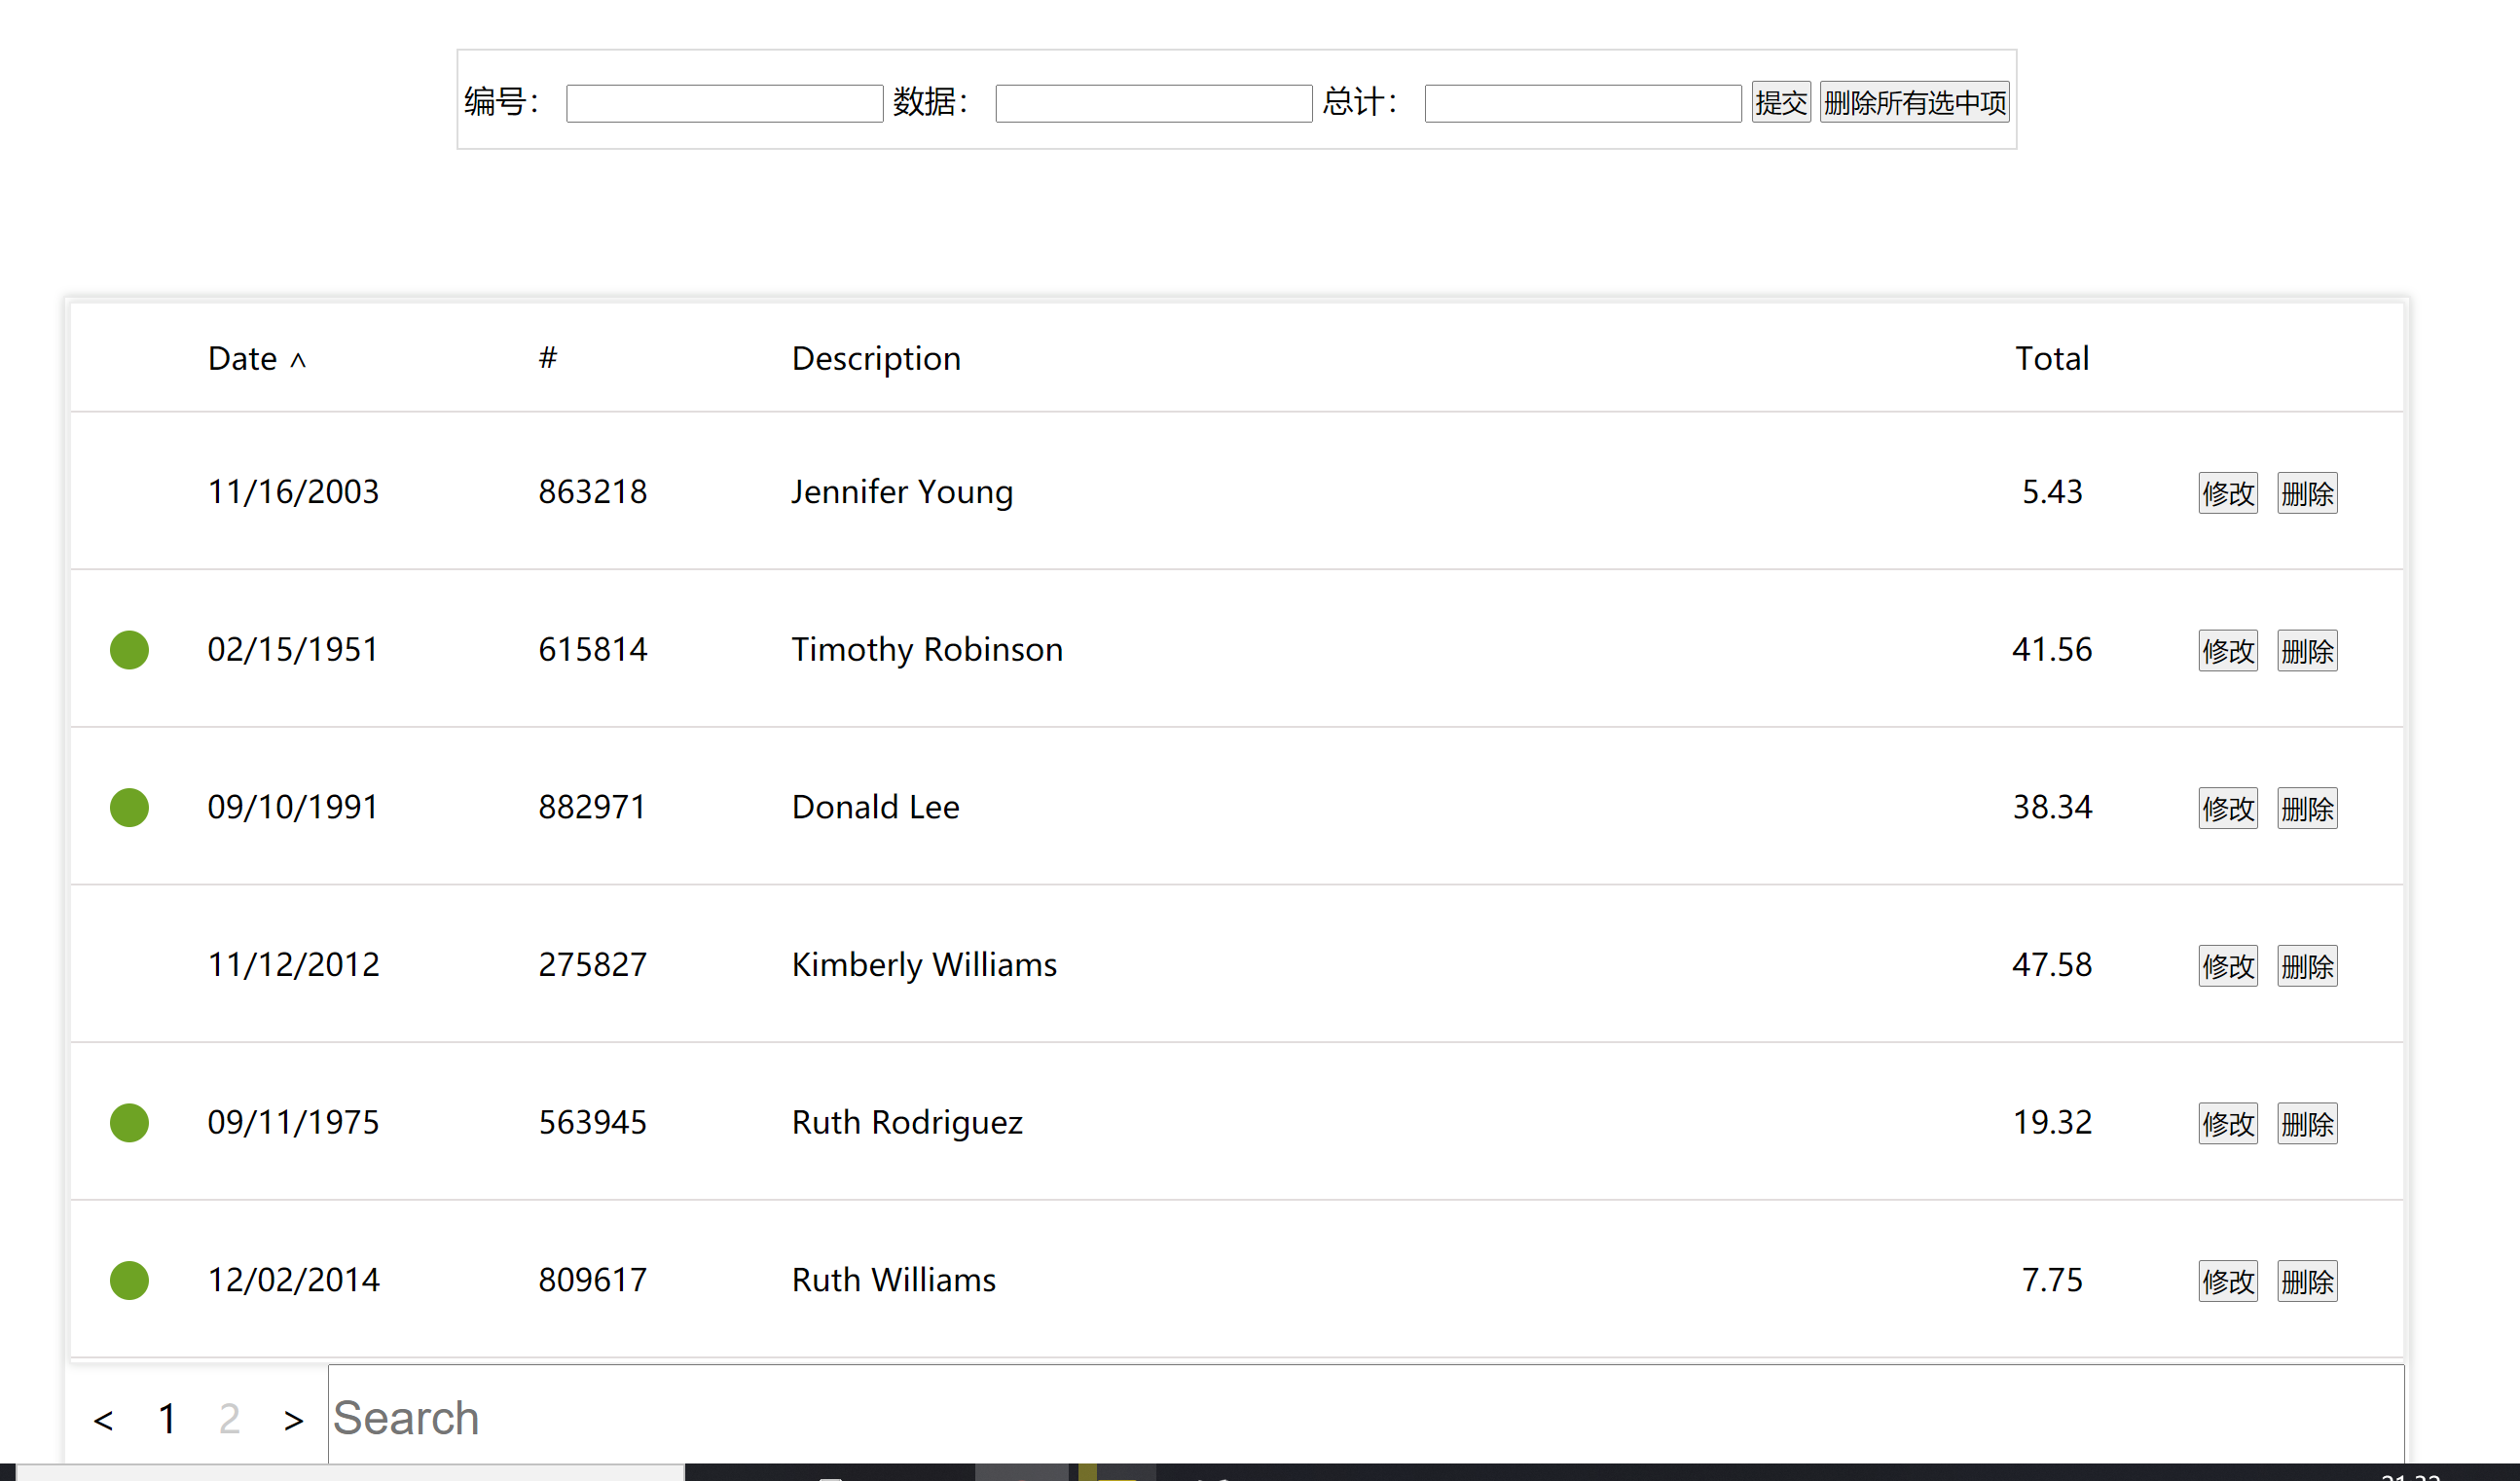 编号： 数据： 总计： 提交 删除所有选中项
Date ^ # Description Total
11/16/2003 863218 Jennifer Young 5.43 修改 删除
02/15/1951 615814 Timothy Robinson 41.56 修改 删除
09/10/1991 882971 Donald Lee 38.34 修改 删除
11/12/2012 275827 Kimberly Williams 47.58 修改 删除
09/11/1975 563945 Ruth Rodriguez 19.32 修改 删除
12/02/2014 809617 Ruth Williams 7.75 修改 删除
< 1 2 > Search